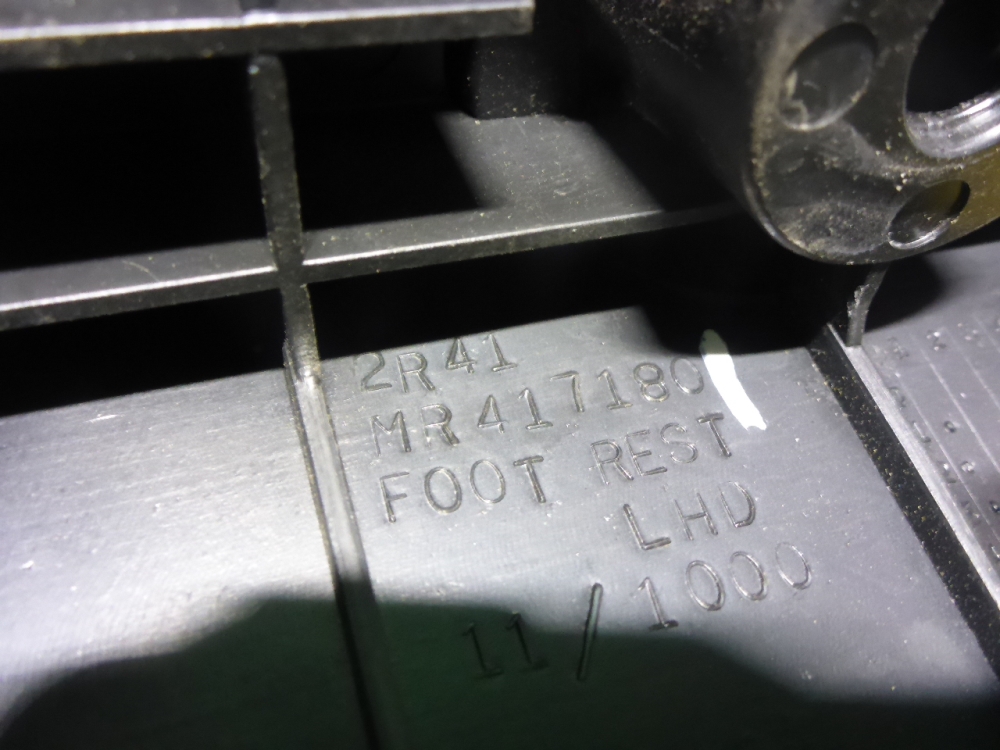 2R41
MR417180
FOOT REST
LHD
11/1000